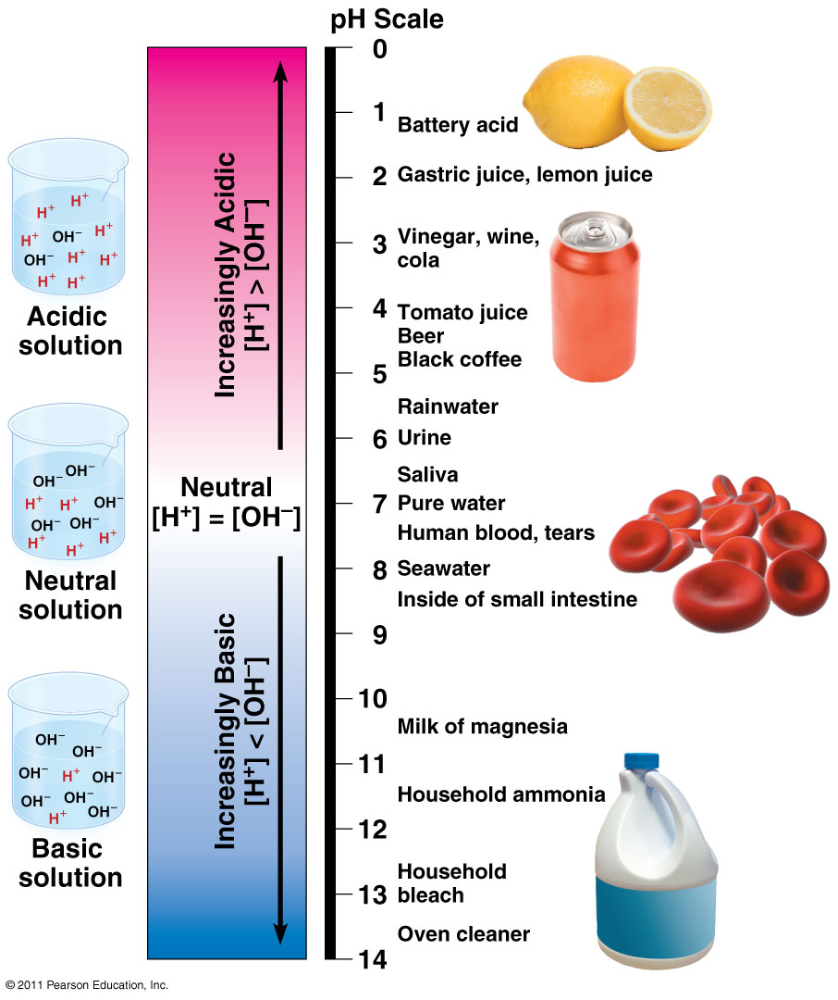 pH Scale
0
1
Battery acid
2
Gastric juice, lemon juice
3
Vinegar, wine,
cola
4
Tomato juice
Beer
Black coffee
5
Rainwater
6
Urine
Saliva
7
Pure water
Human blood, tears
8
Seawater
Inside of small intestine
9
10
Milk of magnesia
11
Household ammonia
12
Household
bleach
13
Oven cleaner
14
Increasingly Acidic
[H⁺] > [OH⁻]
Neutral
[H⁺] = [OH⁻]
Increasingly Basic
[H⁺] < [OH⁻]
H⁺
H⁺
H⁺
OH⁻
H⁺
OH⁻
H⁺
H⁺
H⁺
H⁺
Acidic
solution
OH⁻
OH⁻
H⁺
H⁺
OH⁻
OH⁻
OH⁻
H⁺
H⁺
H⁺
Neutral
solution
OH⁻
OH⁻
OH⁻
H⁺
OH⁻
OH⁻
OH⁻
H⁺
OH⁻
Basic
solution
© 2011 Pearson Education, Inc.